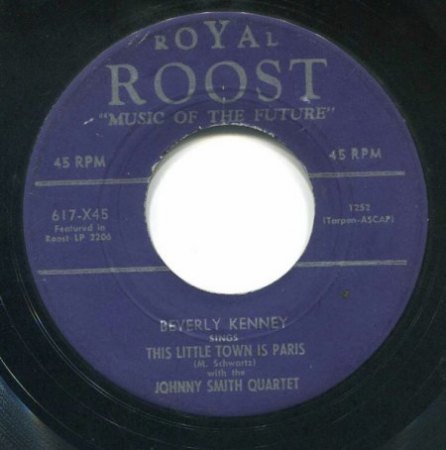 ROYAL
ROOST
"MUSIC OF THE FUTURE"
45 RPM
45 RPM
617-X45
Featured in
Roost LP 2206
1252
(Tarpan-ASCAP)
BEVERLY KENNEY
SINGS
THIS LITTLE TOWN IS PARIS
(M. Schwartz)
with the
JOHNNY SMITH QUARTET